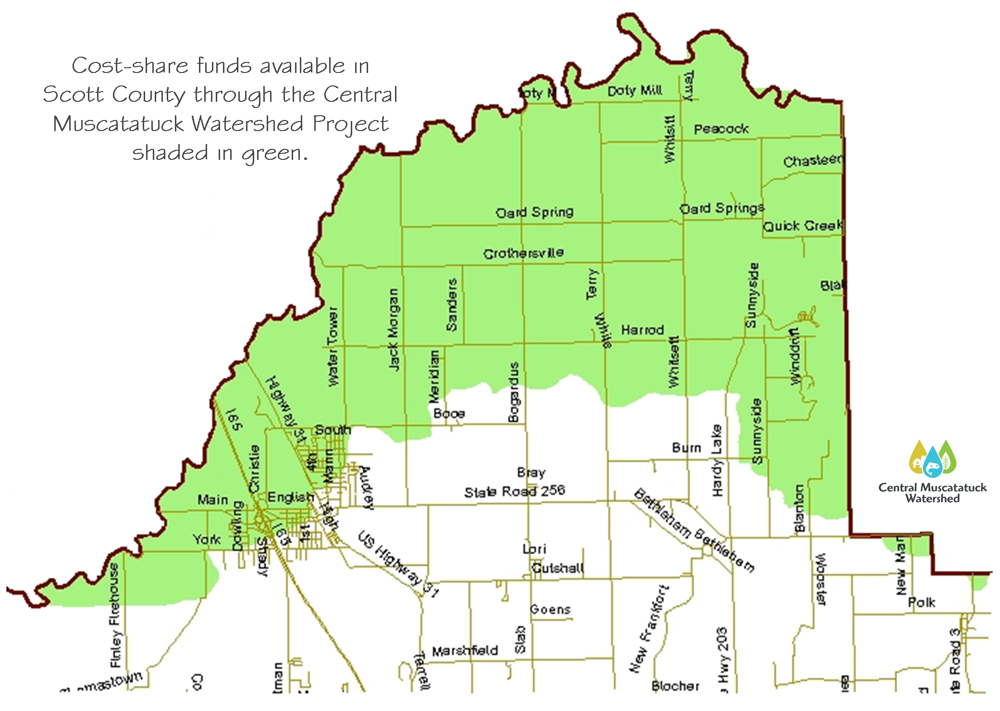 Cost-share funds available in
Scott County through the Central
Muscatatuck Watershed Project
shaded in green.
Doty Mill
Terry
Whitsitt
Peacock
Chasteen
Oard Spring
Oard Springs
Quick Creek
Crothersville
Sunnyside
Terry
Sanders
Jack Morgan
Water Tower
White
Harrod
Whitsett
Winddrift
Meridian
Bogardus
Highway 31
I65
Booe
South
Sunnyside
Hardy Lake
Burn
Christie
4th
Mann
Audrey
Bray
State Road 256
Main
English
High
Dowling
Bethlehem
Bethlehem
Blanton
Central Muscatatuck
Watershed
York
I65
1st
Shedy
US Highway 31
Lori
Cutshall
Wooster
New Man
Polk
Finley Firehouse
Goens
New Frankfort
Slab
Marshfield
Terrell
Hwy 203
Blocher